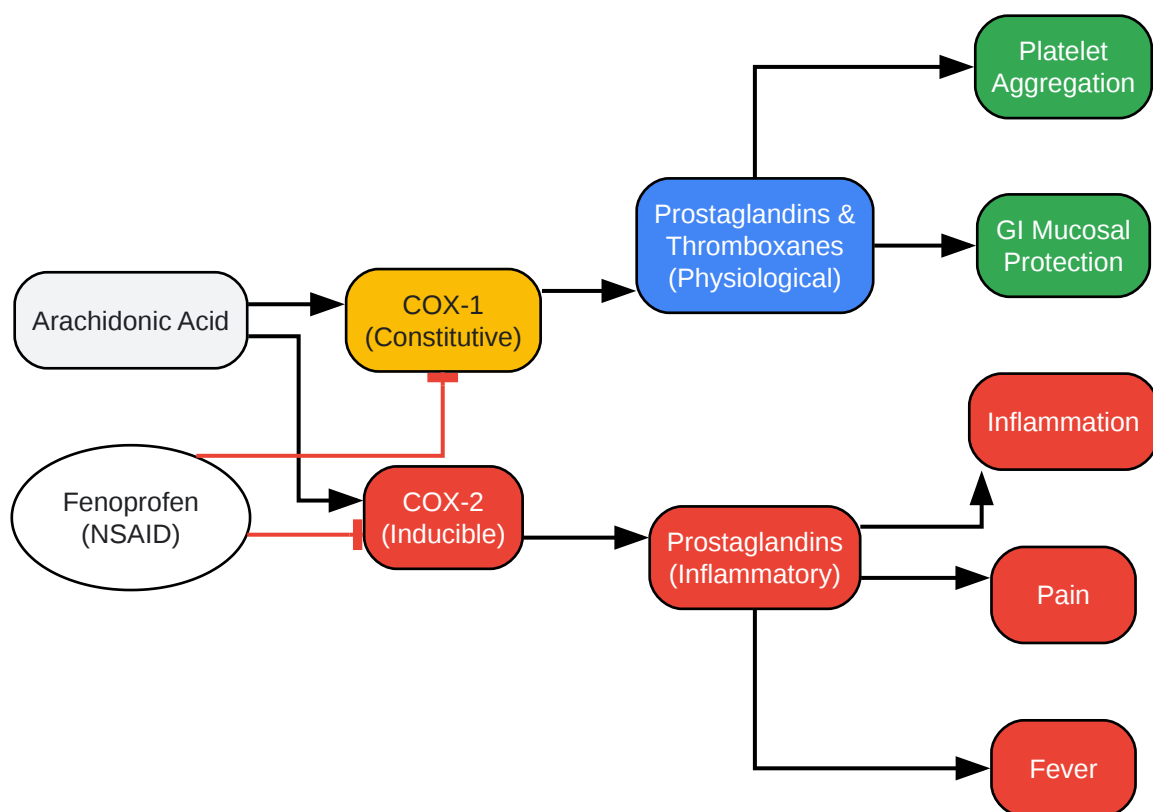 Platelet
Aggregation
Prostaglandins &
Thromboxanes
(Physiological)
GI Mucosal
Protection
Arachidonic Acid
COX-1
(Constitutive)
Inflammation
Fenoprofen
(NSAID)
COX-2
(Inducible)
Prostaglandins
(Inflammatory)
Pain
Fever